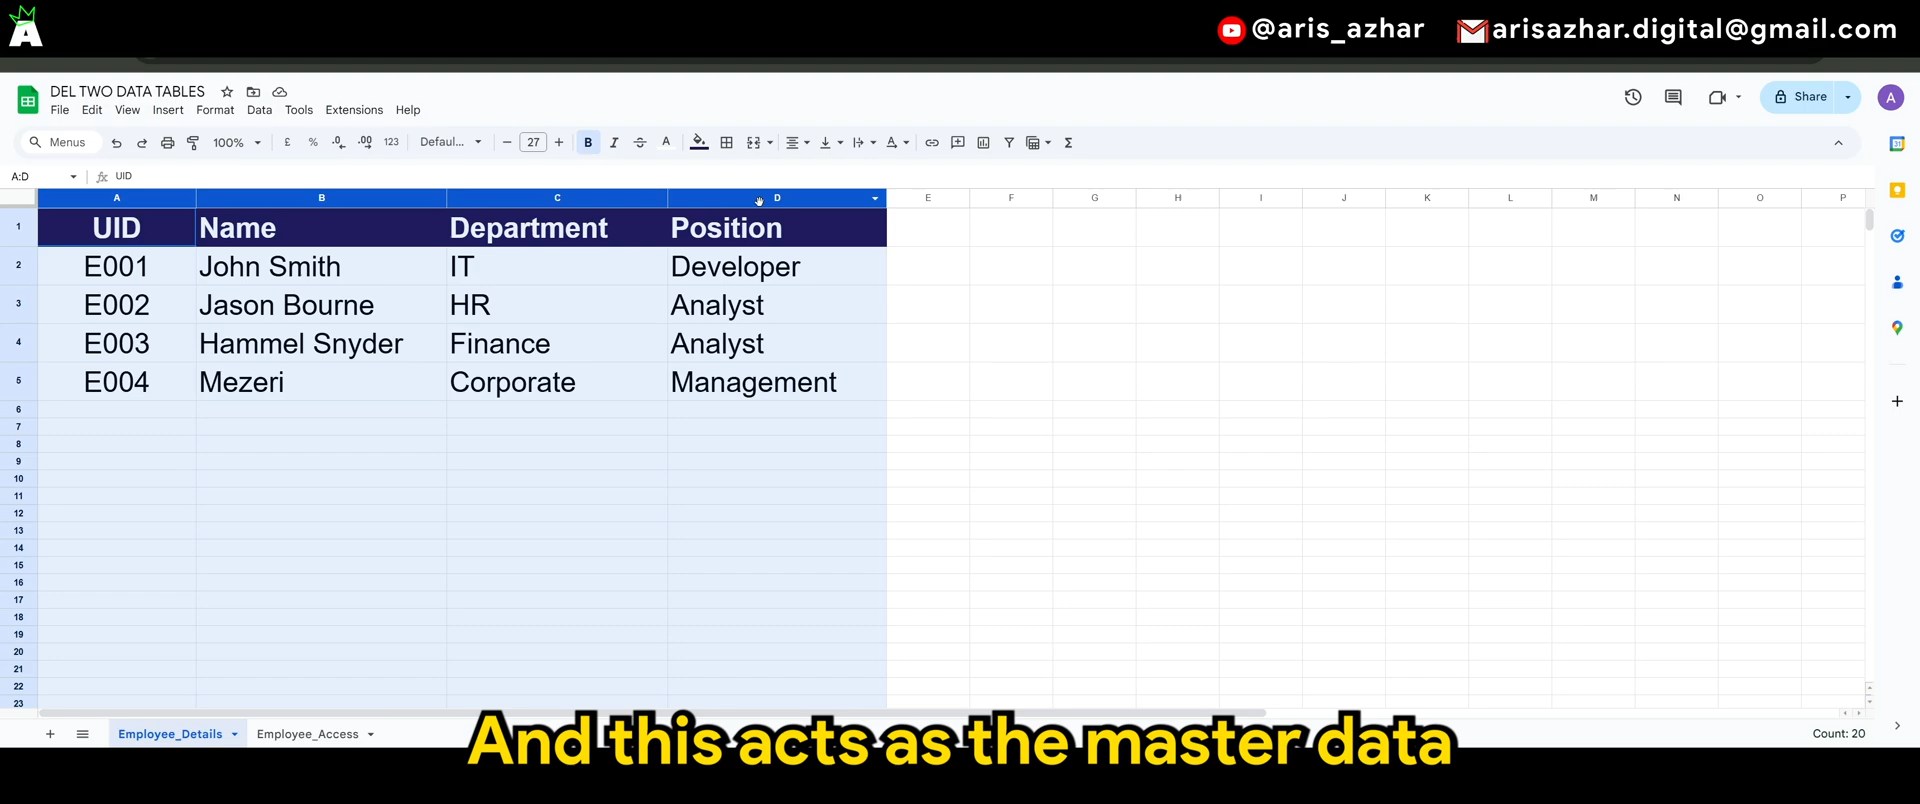 A
@aris_azhar
arisazhar.digital@gmail.com
DEL TWO DATA TABLES
File Edit View Insert Format Data Tools Extensions Help
Share
A
Menus
100%
£ % .0 .00 123
Defaul...
27
B I A A
31
A:D
fx UID
A B C D E F G H I J K L M N O P
1 UID Name Department Position
2 E001 John Smith IT Developer
3 E002 Jason Bourne HR Analyst
4 E003 Hammel Snyder Finance Analyst
5 E004 Mezeri Corporate Management
6
7
8
9
10
11
12
13
14
15
16
17
18
19
20
21
22
23
Employee_Details Employee_Access
Count: 20
And this acts as the master data